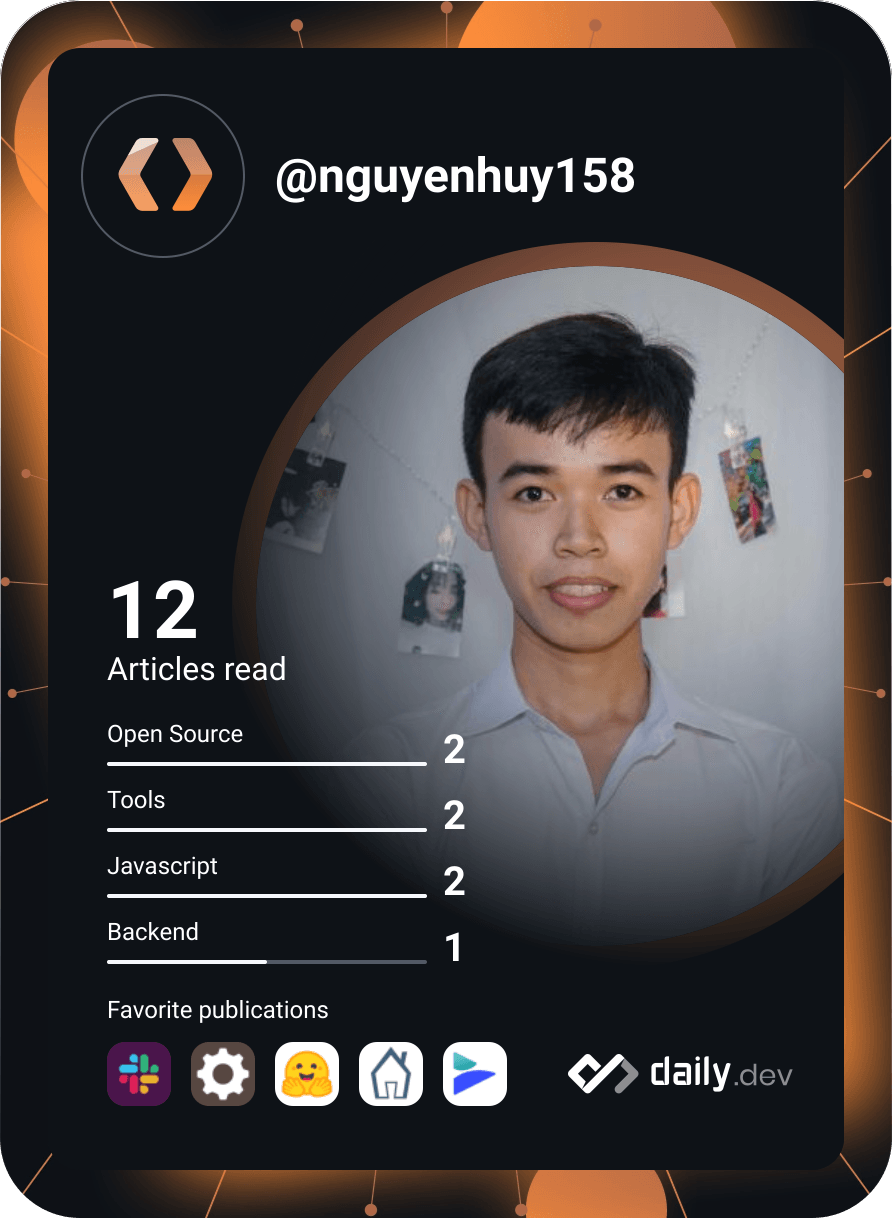 @nguyenhuy158
12
Articles read
Open Source
2
Tools
2
Javascript
2
Backend
1
Favorite publications
daily.dev